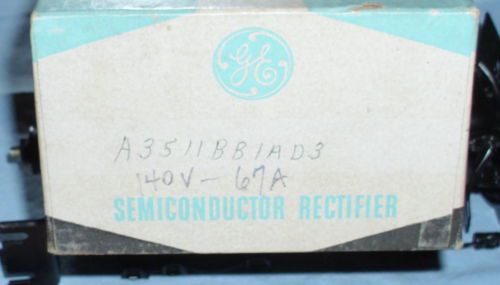 GE
A3511BB1AD3
140V - 67A
SEMICONDUCTOR RECTIFIER